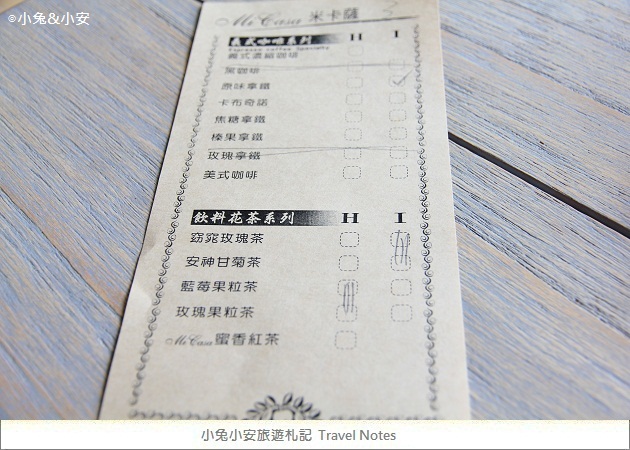 ©小兔&小安
Mi Casa 米卡薩
義式咖啡系列 H I
Espresso Coffee Specialty
義式濃縮咖啡
黑咖啡
原味拿鐵
卡布奇諾
焦糖拿鐵
榛果拿鐵
玫瑰拿鐵
美式咖啡
飲料花茶系列 H I
窈窕玫瑰茶
安神甘菊茶
藍莓果粒茶
玫瑰果粒茶
Mi Casa 蜜香紅茶
小兔小安旅遊札記 Travel Notes